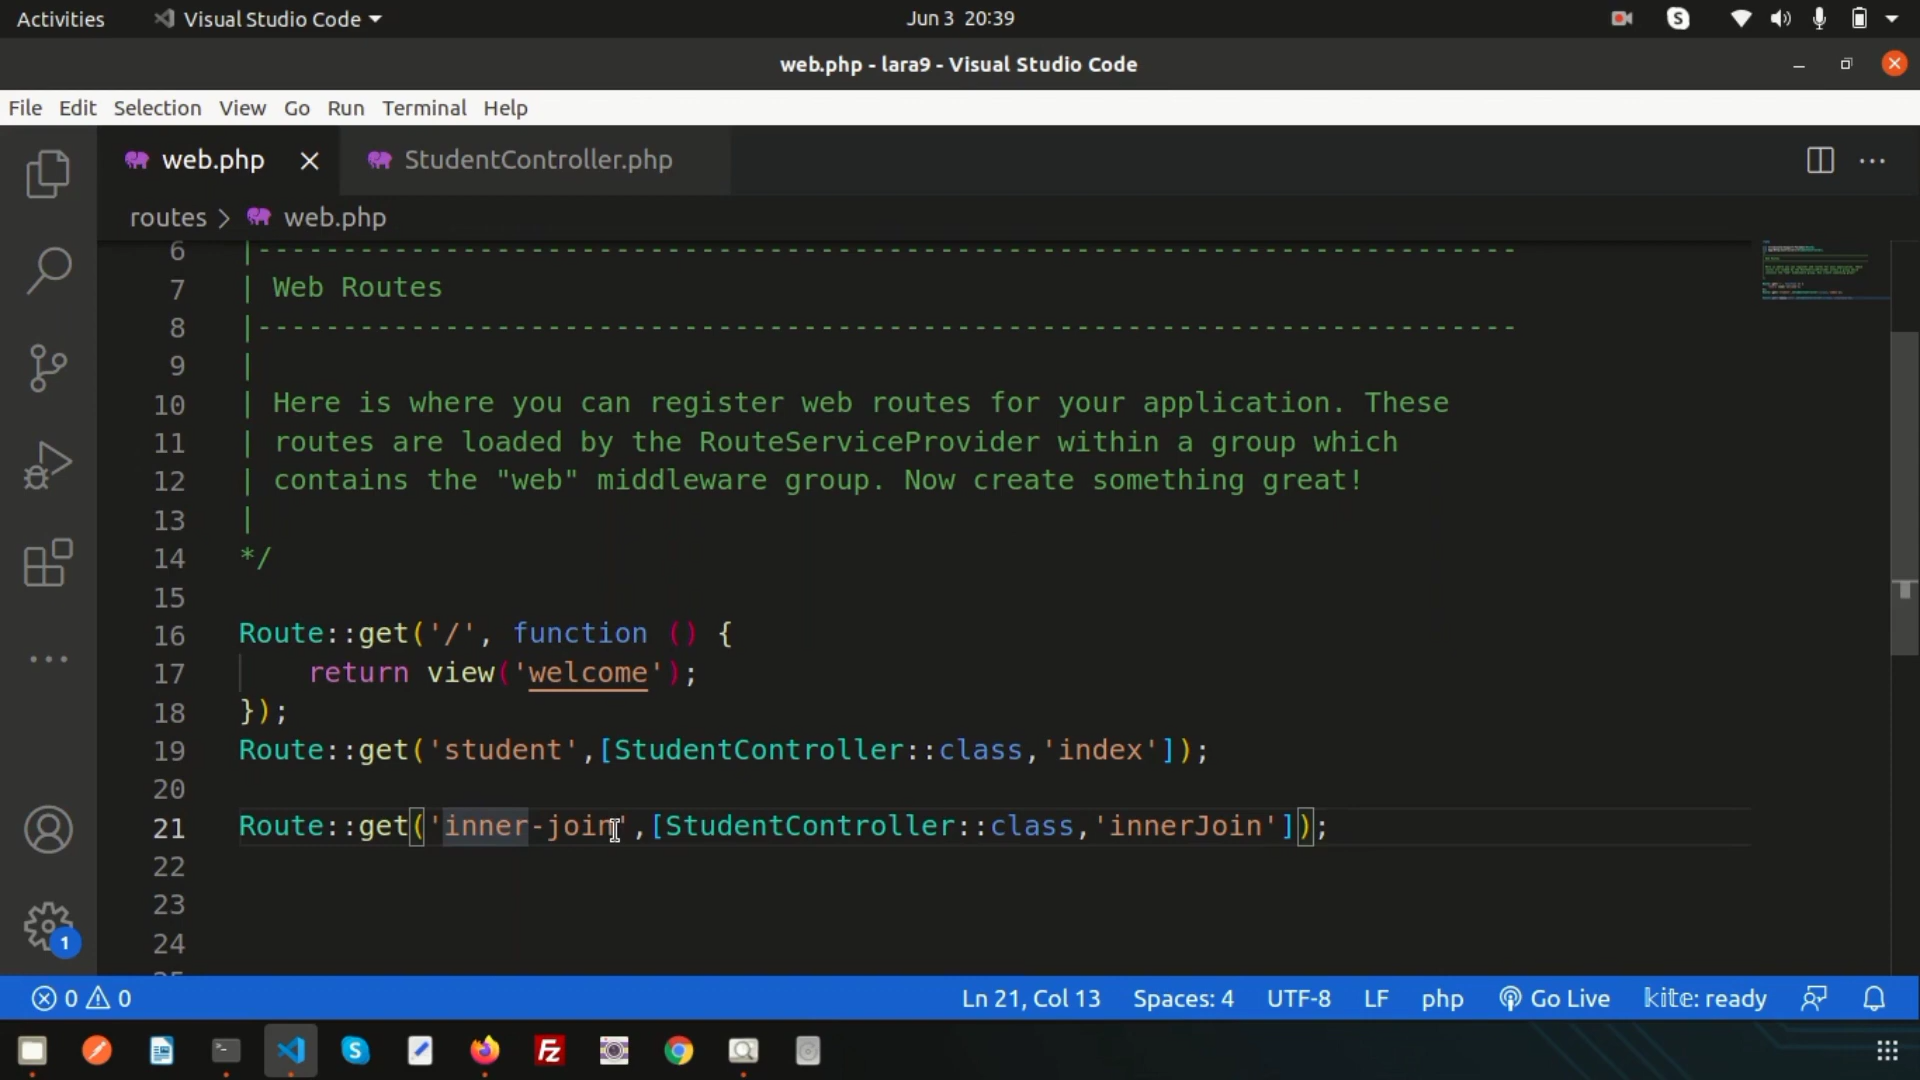 Activities Visual Studio Code Jun 3 20:39
web.php - lara9 - Visual Studio Code
File Edit Selection View Go Run Terminal Help
web.php StudentController.php
routes > web.php
6 |--------------------------------------------------------------------------
7 | Web Routes
8 |--------------------------------------------------------------------------
9 |
10 | Here is where you can register web routes for your application. These
11 | routes are loaded by the RouteServiceProvider within a group which
12 | contains the "web" middleware group. Now create something great!
13 |
14 */
15
16 Route::get('/', function () {
17     return view('welcome');
18 });
19 Route::get('student',[StudentController::class,'index']);
20
21 Route::get('inner-join',[StudentController::class,'innerJoin']);
22
23
24
1
0 0 Ln 21, Col 13 Spaces: 4 UTF-8 LF php Go Live kite: ready